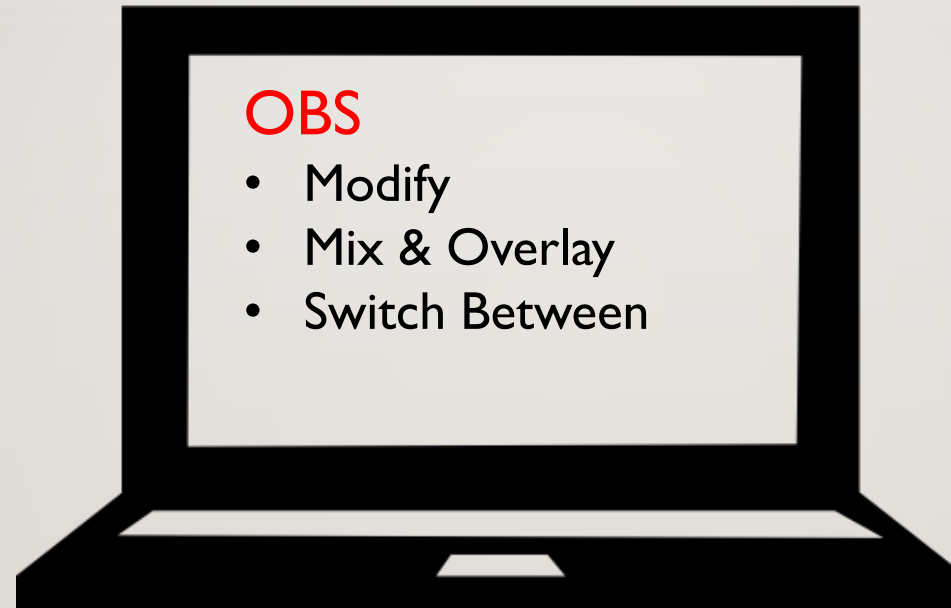 OBS
• Modify
• Mix & Overlay
• Switch Between